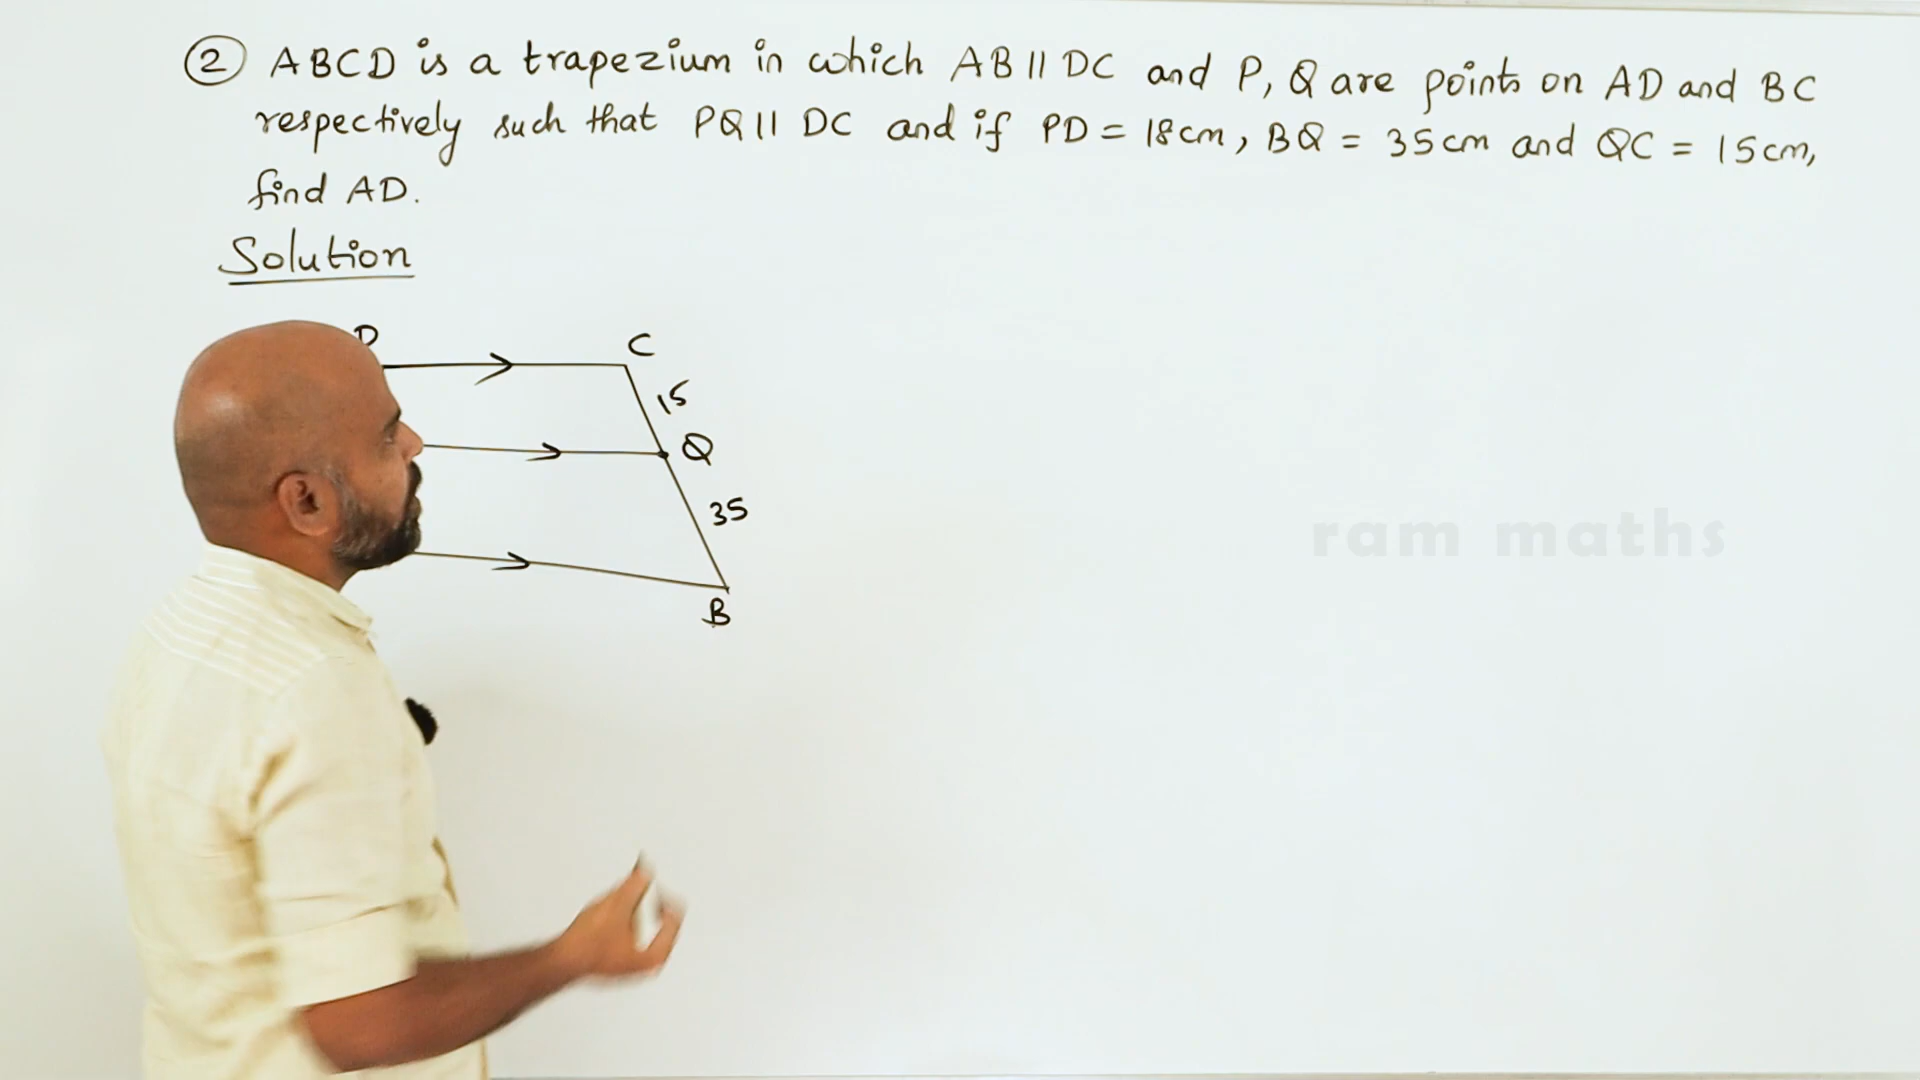 2 ABCD is a trapezium in which AB || DC and P, Q are points on AD and BC
respectively such that PQ || DC and if PD = 18cm, BQ = 35cm and QC = 15cm,
find AD.
Solution
D
C
15
Q
35
B
ram maths